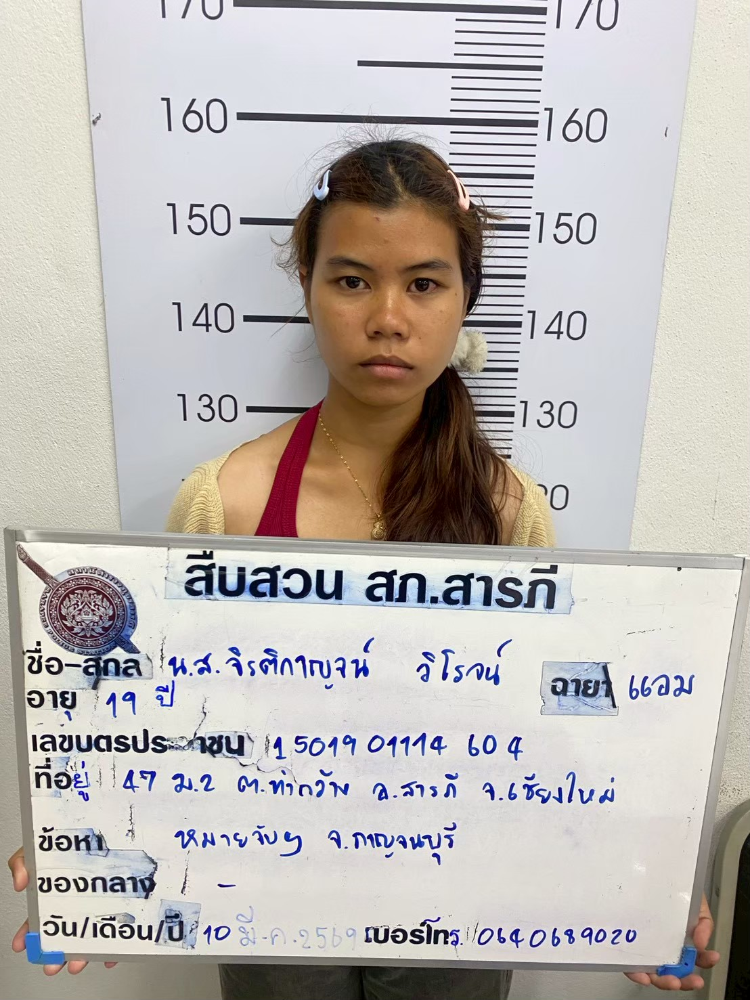 170 170
160 160
150 150
140 140
130 130
สืบสวน สภ.สารภี
ชื่อ-สกุล น.ส.จิรติกาญจน์ วิโรจน์ ฉายา แอม
อายุ 19 ปี
เลขบัตรประชาชน 1 5019 01114 60 4
ที่อยู่ 47 ม.2 ต.ท่ากว้าง อ.สารภี จ.เชียงใหม่
ข้อหา หมายจับฯ จ.กาญจนบุรี
ของกลาง -
วัน/เดือน/ปี 10 มี.ค.2569 เบอร์โทร. 0640689020